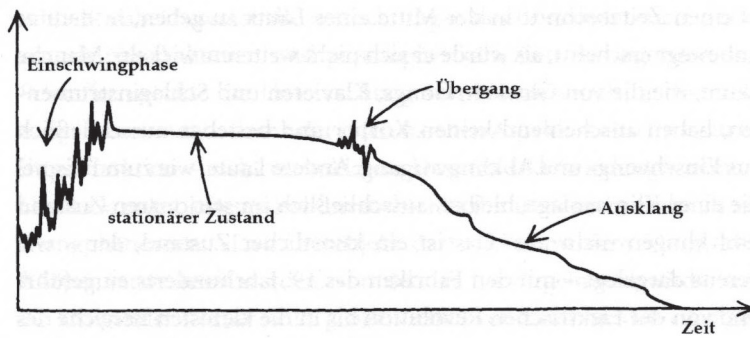 Einschwingphase
Übergang
stationärer Zustand
Ausklang
Zeit